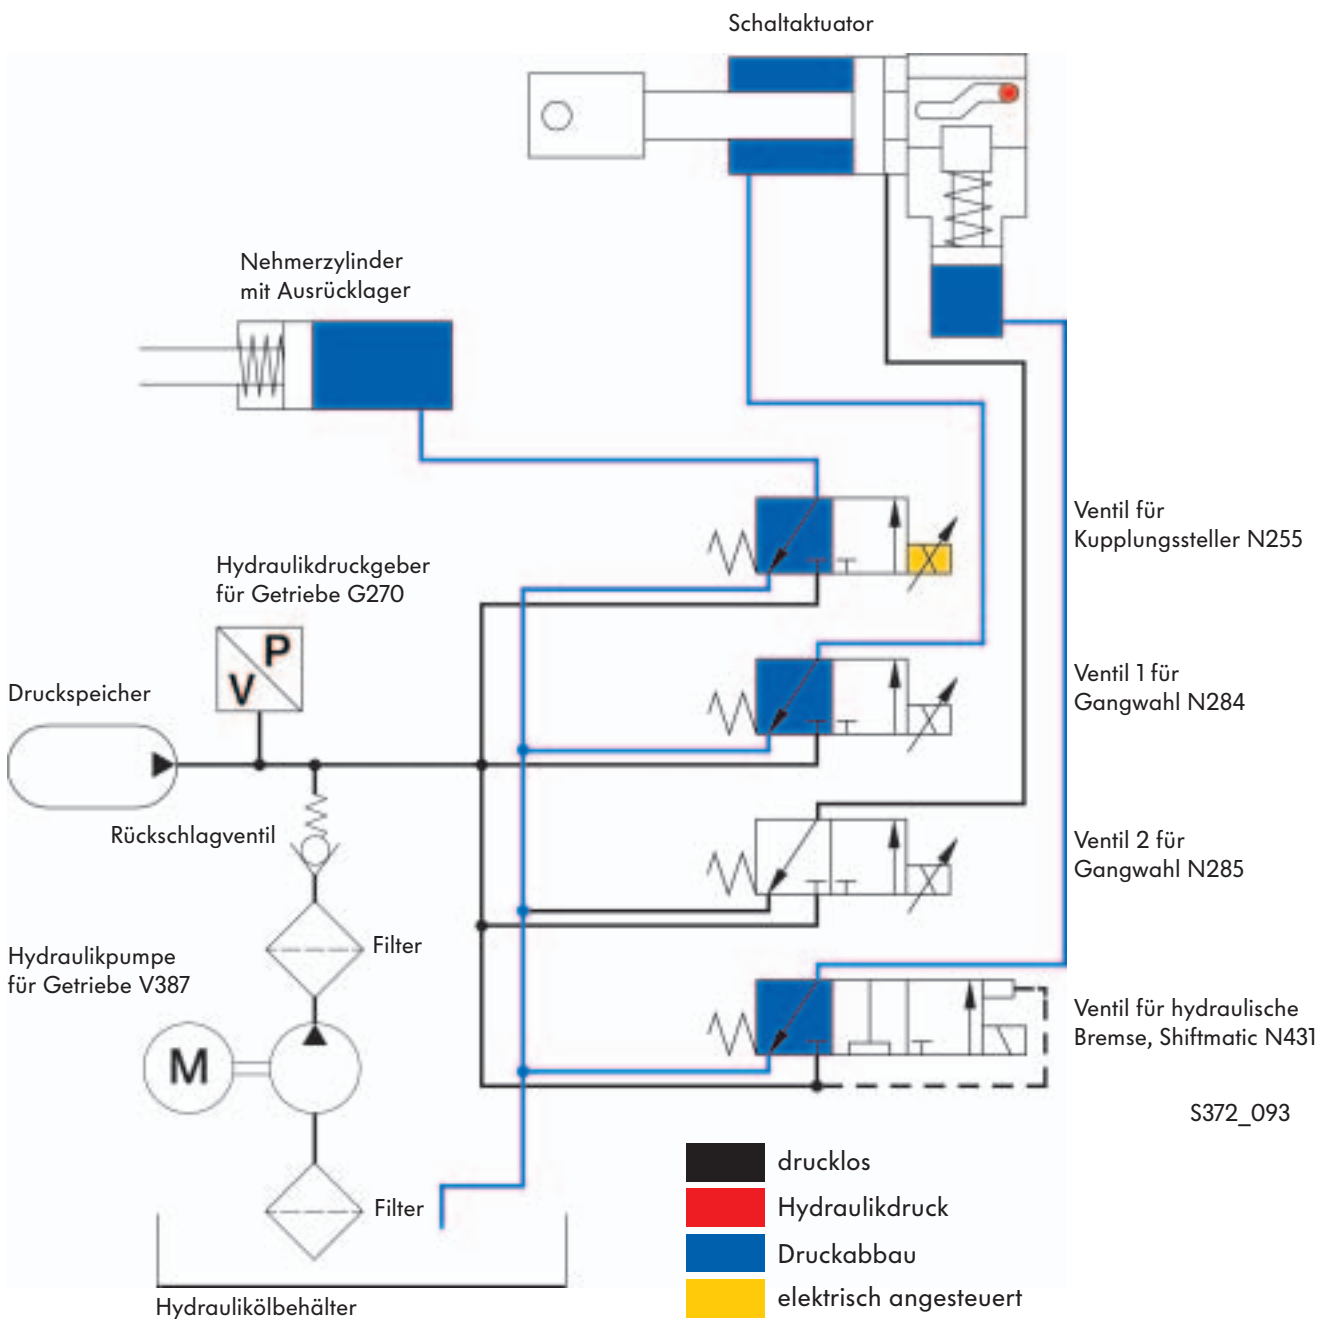 Schaltaktuator
Nehmerzylinder
mit Ausrücklager
Ventil für
Kupplungssteller N255
Hydraulikdruckgeber
für Getriebe G270
P
V
Druckspeicher
Ventil 1 für
Gangwahl N284
Rückschlagventil
Ventil 2 für
Gangwahl N285
Filter
Hydraulikpumpe
für Getriebe V387
Ventil für hydraulische
Bremse, Shiftmatic N431
M
S372_093
drucklos
Filter
Hydraulikdruck
Druckabbau
elektrisch angesteuert
Hydraulikölbehälter